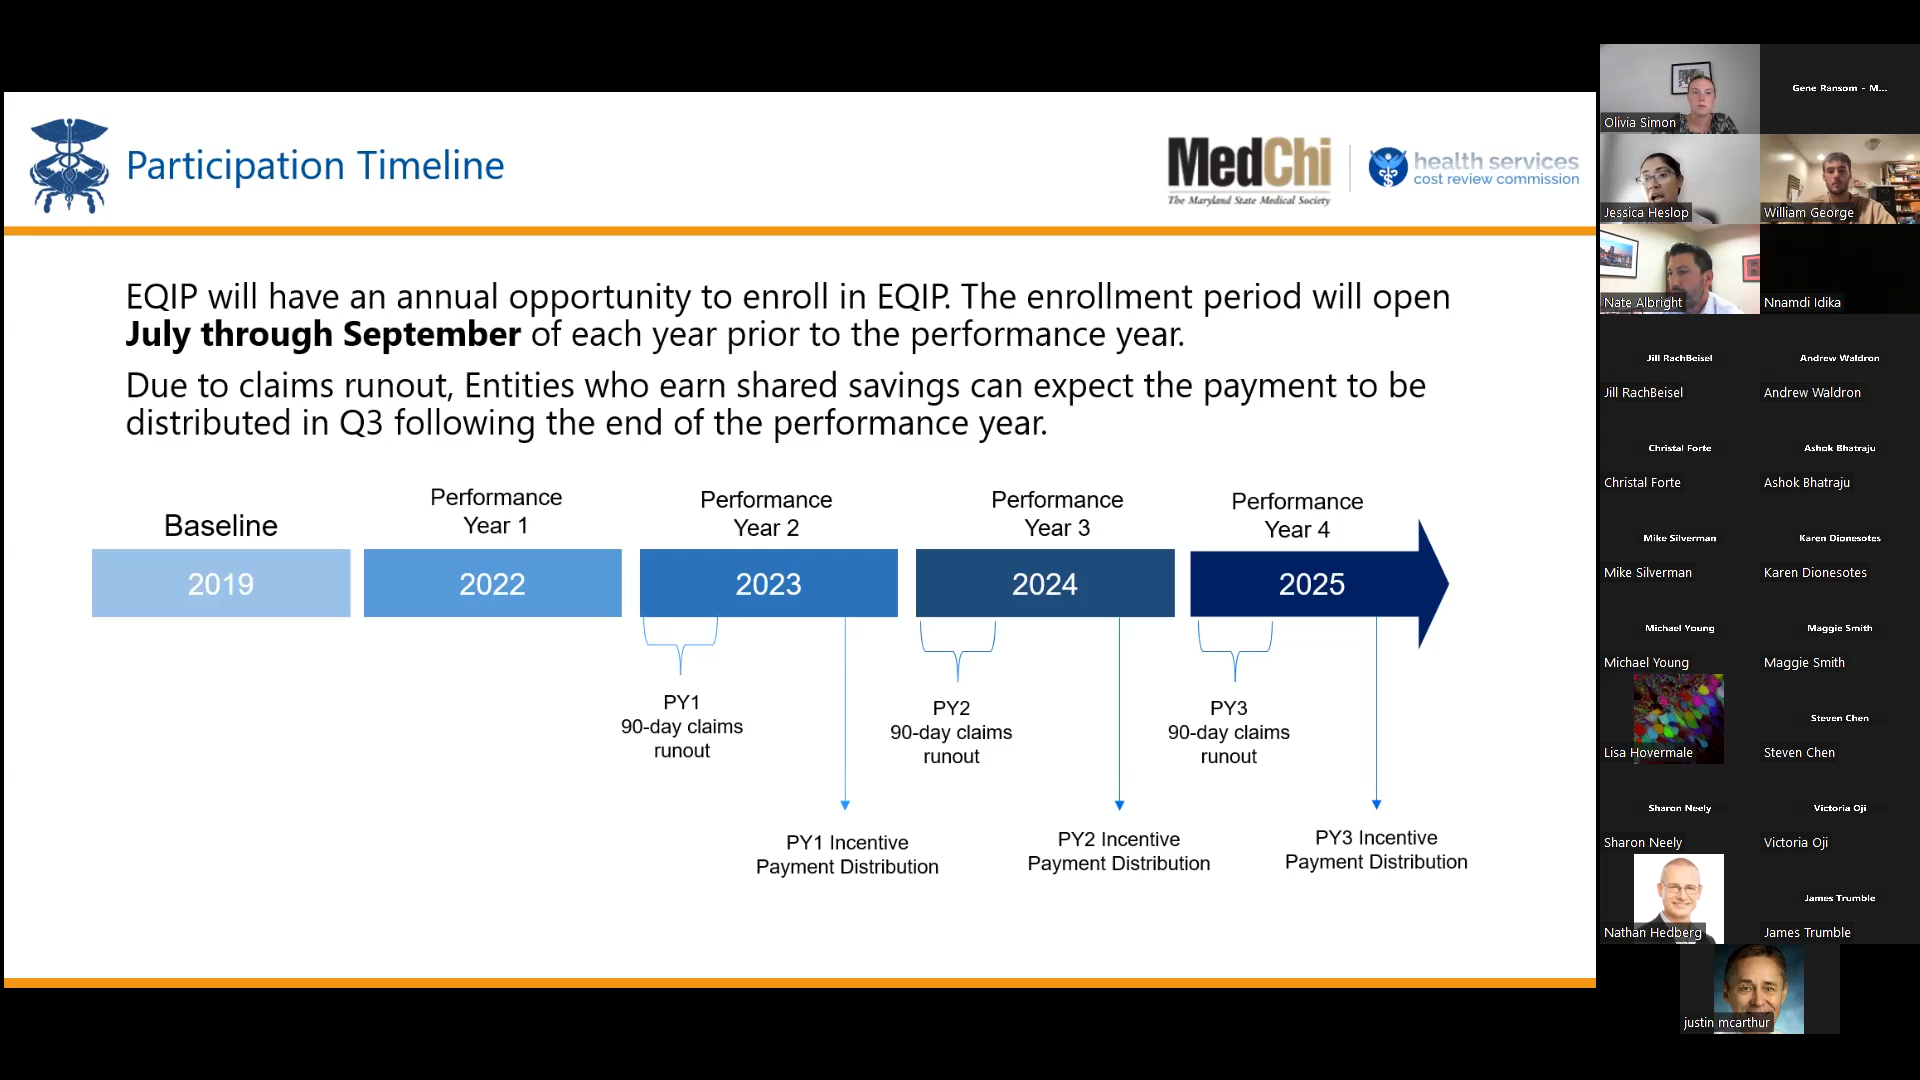 Participation Timeline
MedChi
The Maryland State Medical Society
health services
cost review commission
EQIP will have an annual opportunity to enroll in EQIP. The enrollment period will open
July through September of each year prior to the performance year.
Due to claims runout, Entities who earn shared savings can expect the payment to be
distributed in Q3 following the end of the performance year.
Baseline
2019
Performance
Year 1
2022
Performance
Year 2
2023
Performance
Year 3
2024
Performance
Year 4
2025
PY1
90-day claims
runout
PY2
90-day claims
runout
PY3
90-day claims
runout
PY1 Incentive
Payment Distribution
PY2 Incentive
Payment Distribution
PY3 Incentive
Payment Distribution
Olivia Simon
Gene Ransom - M...
Jessica Heslop
William George
Nate Albright
Nnamdi Idika
Jill RachBeisel
Jill RachBeisel
Andrew Waldron
Andrew Waldron
Christal Forte
Christal Forte
Ashok Bhatraju
Ashok Bhatraju
Mike Silverman
Mike Silverman
Karen Dionesotes
Karen Dionesotes
Michael Young
Michael Young
Maggie Smith
Maggie Smith
Lisa Hovermale
Steven Chen
Steven Chen
Sharon Neely
Sharon Neely
Victoria Oji
Victoria Oji
Nathan Hedberg
James Trumble
James Trumble
justin mcarthur